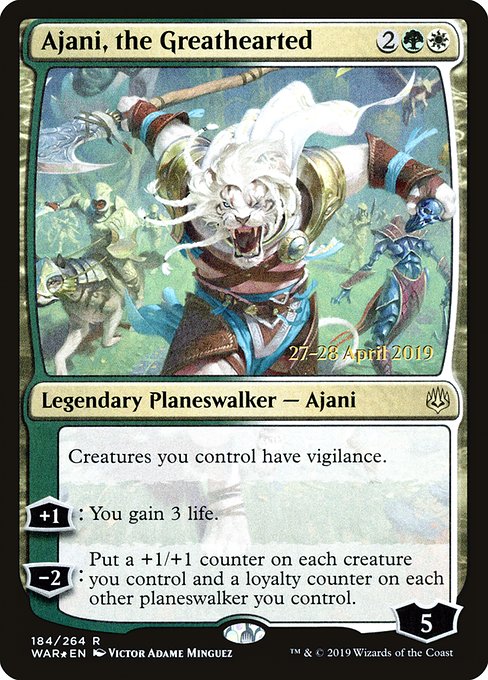 Ajani, the Greathearted 2
27–28 April 2019
Legendary Planeswalker — Ajani
Creatures you control have vigilance.
+1 : You gain 3 life.
Put a +1/+1 counter on each creature
-2 : you control and a loyalty counter on each
other planeswalker you control.
5
184/264 R
WAR★EN Victor Adame Minguez
™ & © 2019 Wizards of the Coast